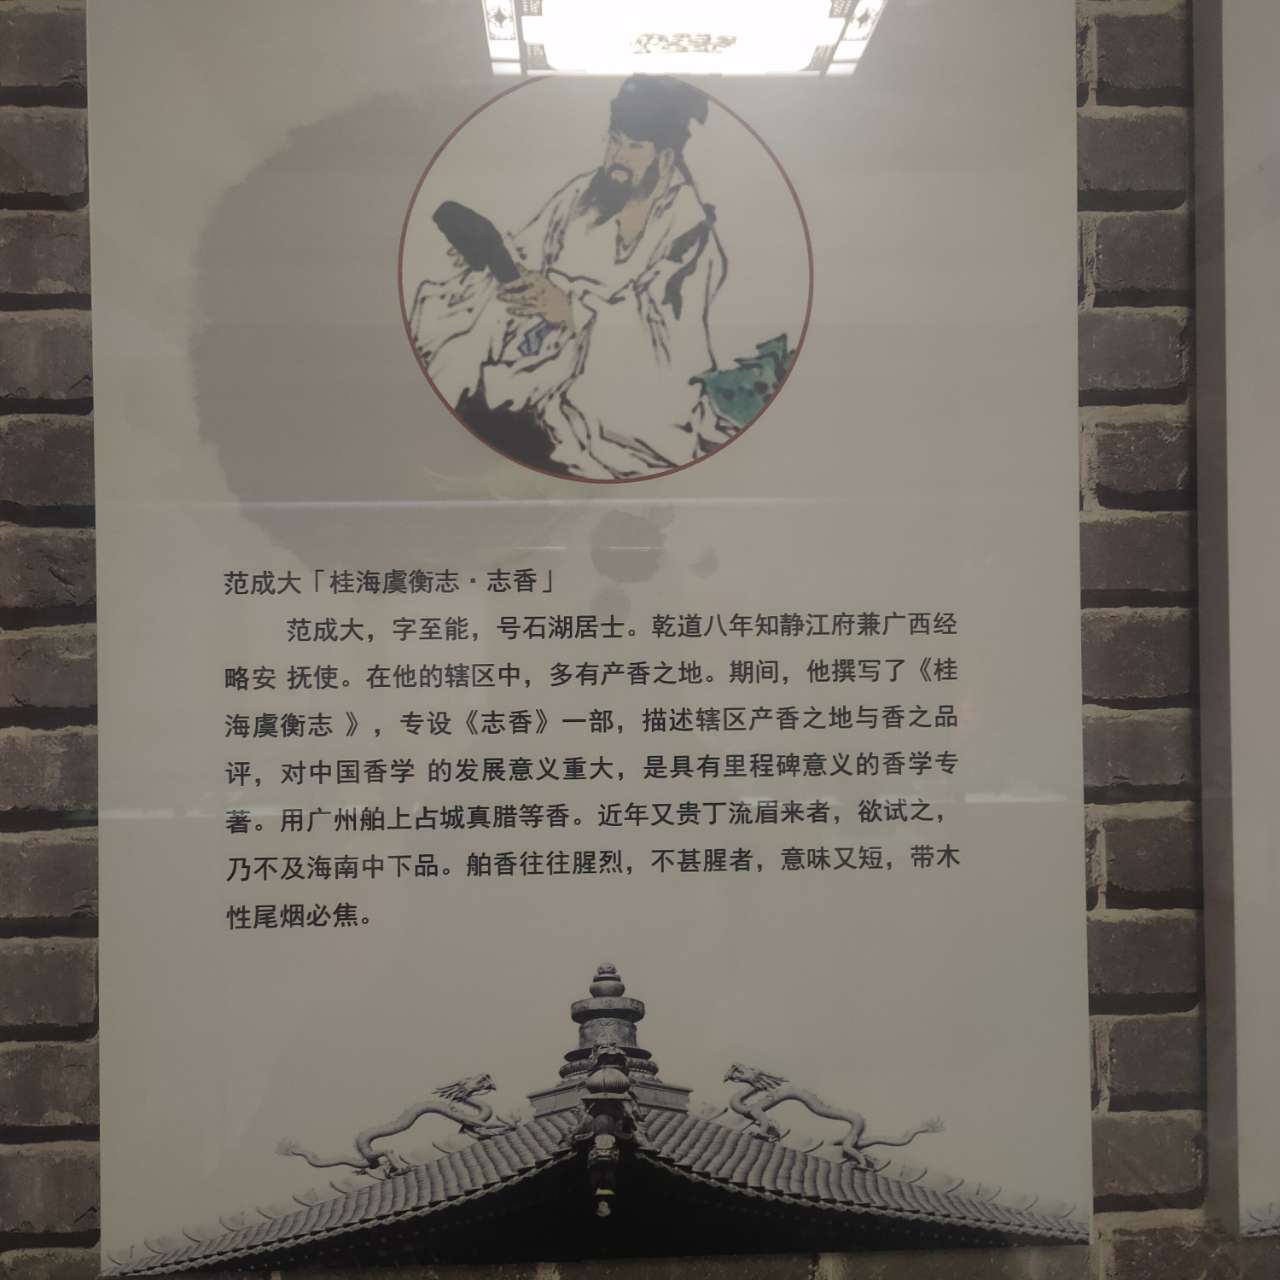 范成大「桂海虞衡志·志香」
范成大，字至能，号石湖居士。乾道八年知静江府兼广西经
略安 抚使。在他的辖区中，多有产香之地。期间，他撰写了《桂
海虞衡志 》，专设《志香》一部，描述辖区产香之地与香之品
评，对中国香学 的发展意义重大，是具有里程碑意义的香学专
著。用广州舶上占城真腊等香。近年又贵丁流眉来者，欲试之，
乃不及海南中下品。舶香往往腥烈，不甚腥者，意味又短，带木
性尾烟必焦。